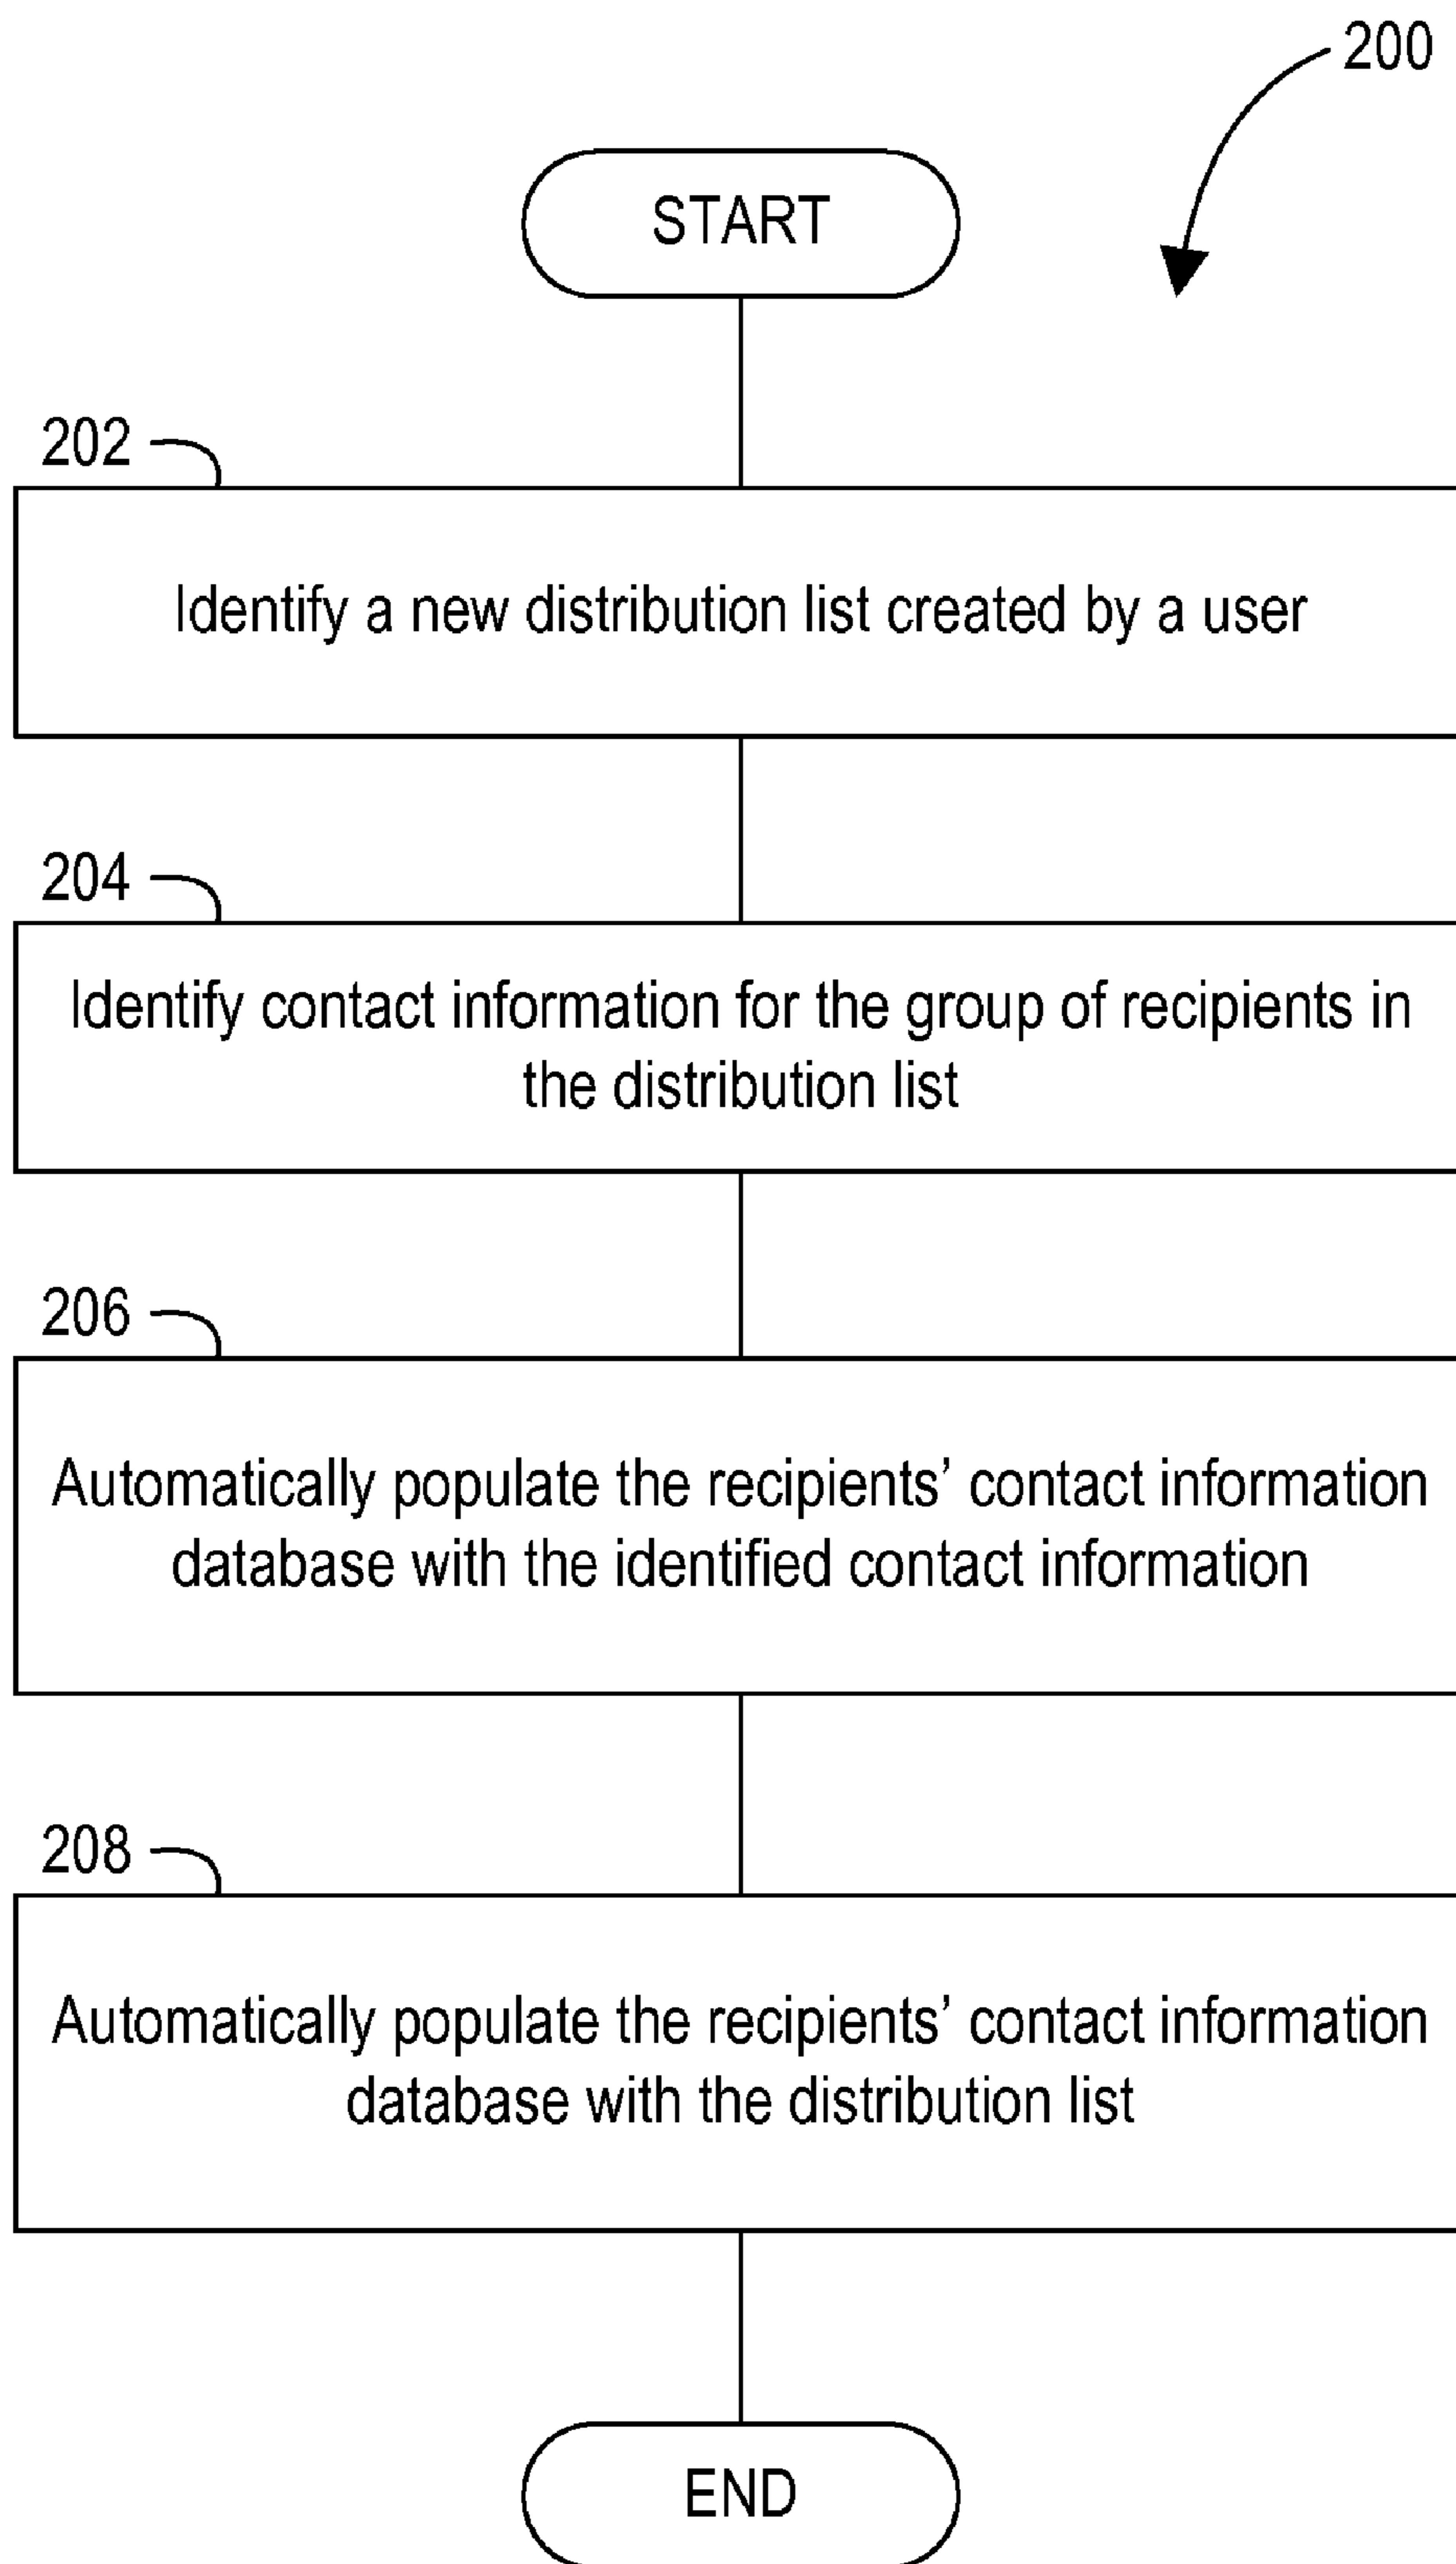 200
START
202
Identify a new distribution list created by a user
204
Identify contact information for the group of recipients in
the distribution list
206
Automatically populate the recipients’ contact information
database with the identified contact information
208
Automatically populate the recipients’ contact information
database with the distribution list
END